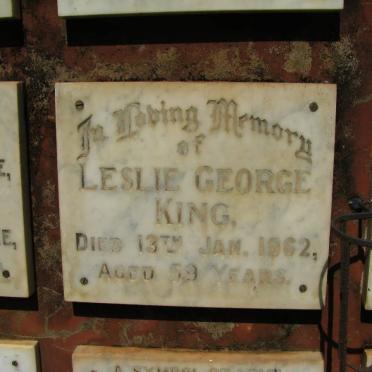 In Loving Memory
of
LESLIE GEORGE
KING,
DIED 13TH JAN. 1962,
AGED 59 YEARS.